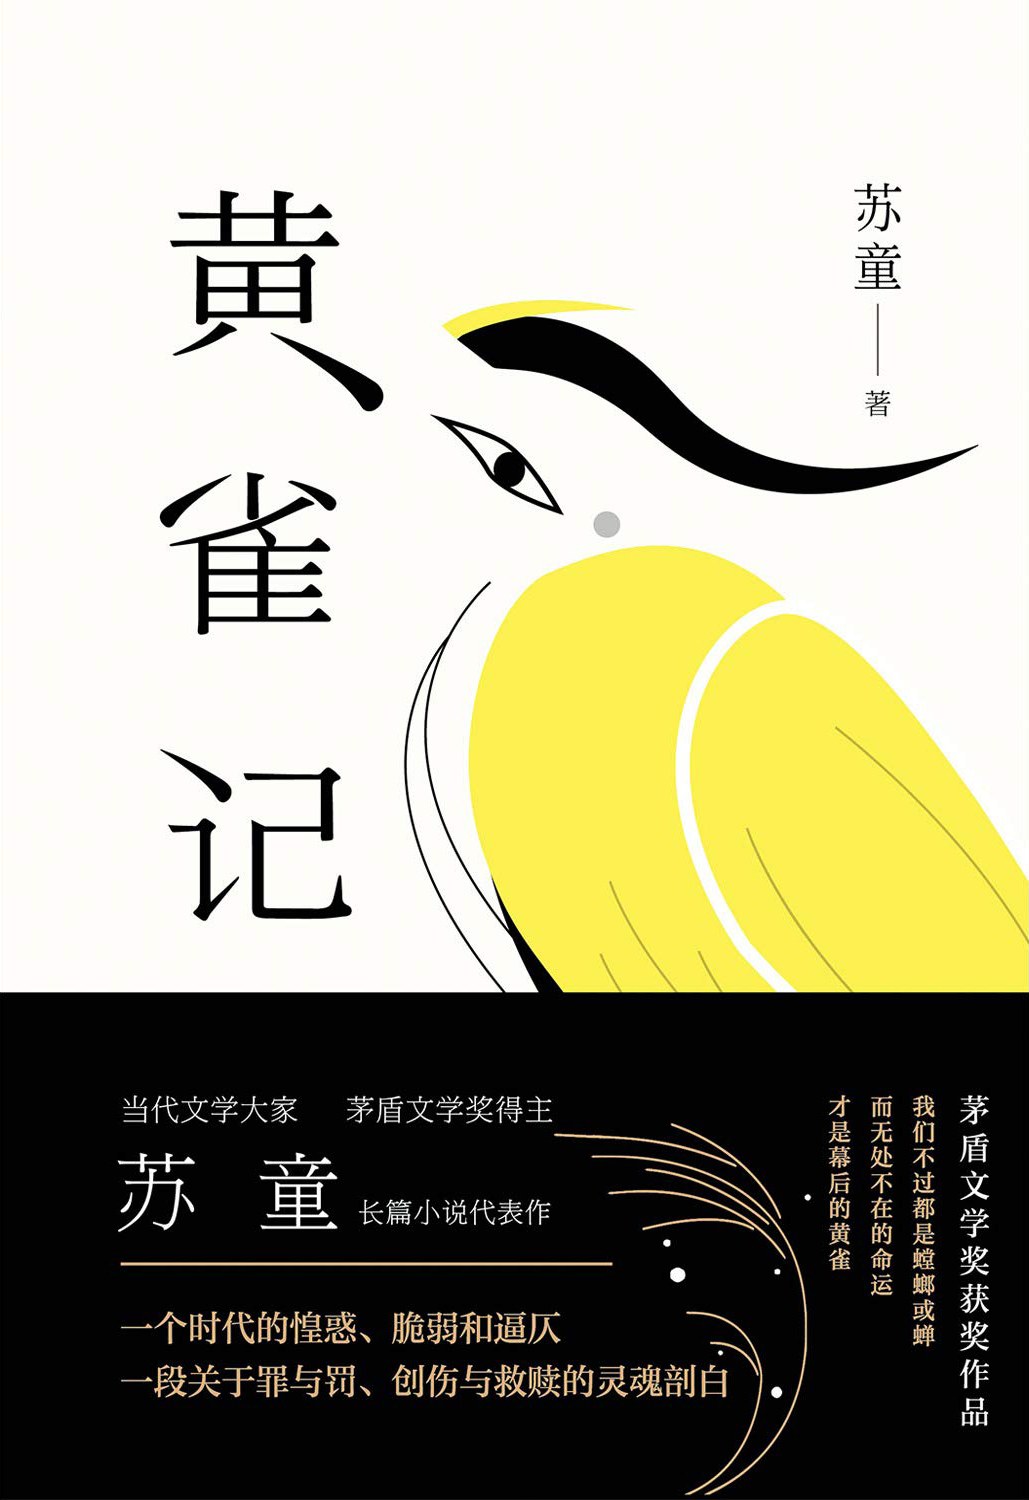 黄雀记
苏童
著
当代文学大家 茅盾文学奖得主
苏童 长篇小说代表作
一个时代的惶惑、脆弱和逼仄
一段关于罪与罚、创伤与救赎的灵魂剖白
茅盾文学奖获奖作品
我们不过都是螳螂或蝉
而无处不在的命运
才是幕后的黄雀